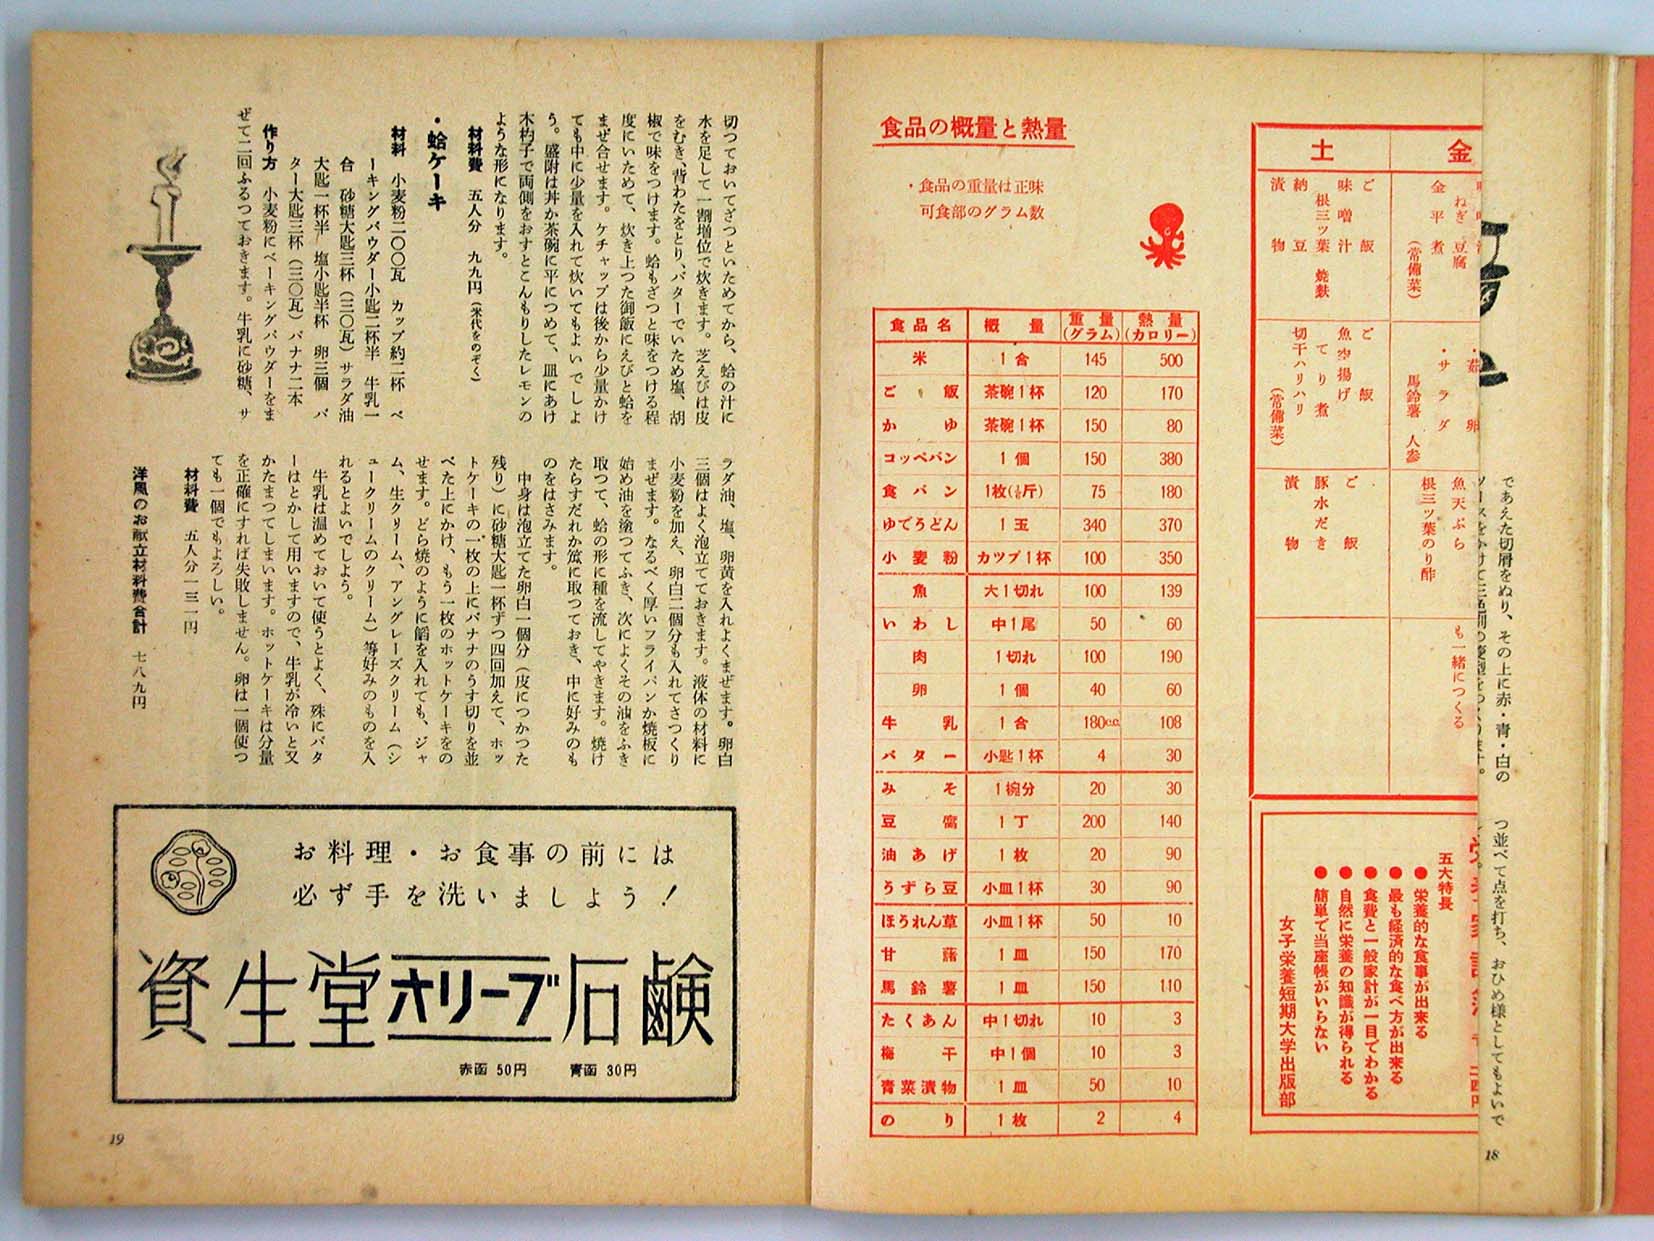 であえた切屑をぬり、その上に赤・青・白の
つ並べて点を打ち、おひめ様としてもよいで
18
金
ねぎ 豆腐
金平煮
(常備菜)
・サラダ
馬鈴薯 人参
魚天ぷら
根三ッ葉のり酢
も一緒につくる
土
ご飯
味噌汁
根三ッ葉 焼麩
納豆
漬物
ご飯
魚空揚げ
てり煮
切干ハリハリ
(常備菜)
ご飯
豚水だき
漬物
五大特長
●栄養的な食事が出来る
●最も経済的な食べ方が出来る
●食費と一般家計が一目でわかる
●自然に栄養の知識が得られる
●簡単で当座帳がいらない
女子栄養短期大学出版部
食品の概量と熱量
・食品の重量は正味
可食部のグラム数
食品名 概量 重量(グラム) 熱量(カロリー)
米 1合 145 500
ご飯 茶碗1杯 120 170
かゆ 茶碗1杯 150 80
コッペパン 1個 150 380
食パン 1枚(斤) 75 180
ゆでうどん 1玉 340 370
小麦粉 カツプ1杯 100 350
魚 大1切れ 100 139
いわし 中1尾 50 60
肉 1切れ 100 190
卵 1個 40 60
牛乳 1合 180c.c. 108
バター 小匙1杯 4 30
みそ 1椀分 20 30
豆腐 1丁 200 140
油あげ 1枚 20 90
うずら豆 小皿1杯 30 90
ほうれん草 小皿1杯 50 10
甘藷 1皿 150 170
馬鈴薯 1皿 150 110
たくあん 中1切れ 10 3
梅干 中1個 10 3
青菜漬物 1皿 50 10
のり 1枚 2 4
切つておいてざつといためてから、蛤の汁に
水を足して一割増位で炊きます。芝えびは皮
をむき、背わたをとり、バターでいため塩、胡
椒で味をつけます。蛤もざつと味をつける程
度にいためて、炊き上つた御飯にえびと蛤を
まぜ合せます。ケチャップは後から少量かけ
ても中に少量を入れて炊いてもよいでしよ
う。盛附は丼か茶碗に平につめて、皿にあけ
木杓子で両側をおすとこんもりしたレモンの
ような形になります。
材料費 五人分 九九円(米代をのぞく)
・蛤ケーキ
材料 小麦粉二〇〇瓦 カップ約二杯 ベ
ーキングパウダー小匙二杯半 牛乳一
合 砂糖大匙三杯(三〇瓦)サラダ油
大匙一杯半 塩小匙半杯 卵三個 バ
ター大匙三杯(三〇瓦)バナナ二本
作り方 小麦粉にベーキングパウダーをま
ぜて二回ふるつておきます。牛乳に砂糖、サ
ラダ油、塩、卵黄を入れよくまぜます。卵白
三個はよく泡立てておきます。液体の材料に
小麦粉を加え、卵白二個分も入れてさつくり
まぜます。なるべく厚いフライパンか焼板に
始め油を塗つてふき、次によくその油をふき
取つて、蛤の形に種を流してやきます。焼け
たらすだれか笊に取つておき、中に好みのも
のをはさみます。
中身は泡立てた卵白一個分(皮につかつた
残り)に砂糖大匙一杯ずつ四回加えて、ホッ
トケーキの一枚の上にバナナのうす切りを並
べた上にかけ、もう一枚のホットケーキをの
せます。どら焼のように餡を入れても、ジャ
ム、生クリーム、アングレーズクリーム(シ
ュークリームのクリーム)等好みのものを入
れるとよいでしよう。
牛乳は温めておいて使うとよく、殊にバタ
ーはとかして用いますので、牛乳が冷いと又
かたまつてしまいます。ホットケーキは分量
を正確にすれば失敗しません。卵は一個使つ
ても一個でもよろしい。
材料費 五人分一三一円
洋風のお献立材料費合計 七八九円
お料理・お食事の前には
必ず手を洗いましよう!
資生堂オリーブ石鹸
赤函 50円 青函 30円
19